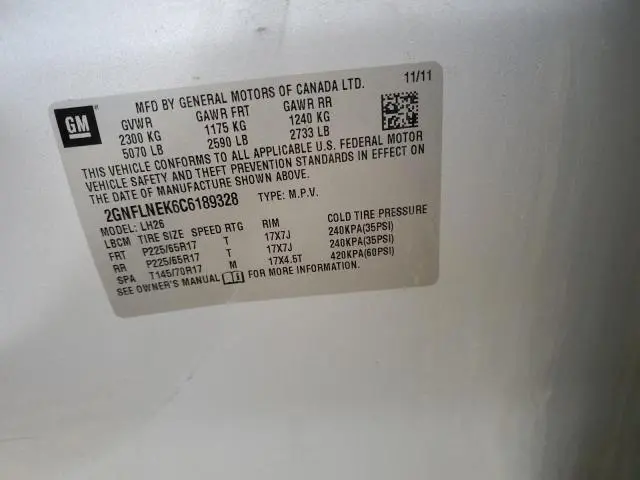 GM
MFD BY GENERAL MOTORS OF CANADA LTD. 11/11
GVWR GAWR FRT GAWR RR
2300 KG 1175 KG 1240 KG
5070 LB 2590 LB 2733 LB
THIS VEHICLE CONFORMS TO ALL APPLICABLE U.S. FEDERAL MOTOR
VEHICLE SAFETY AND THEFT PREVENTION STANDARDS IN EFFECT ON
THE DATE OF MANUFACTURE SHOWN ABOVE.
2GNFLNEK6C6189328 TYPE: M.P.V.
MODEL: LH26
LBCM TIRE SIZE SPEED RTG RIM COLD TIRE PRESSURE
FRT P225/65R17 T 17X7J 240KPA(35PSI)
RR P225/65R17 T 17X7J 240KPA(35PSI)
SPA T145/70R17 M 17X4.5T 420KPA(60PSI)
SEE OWNER'S MANUAL FOR MORE INFORMATION.